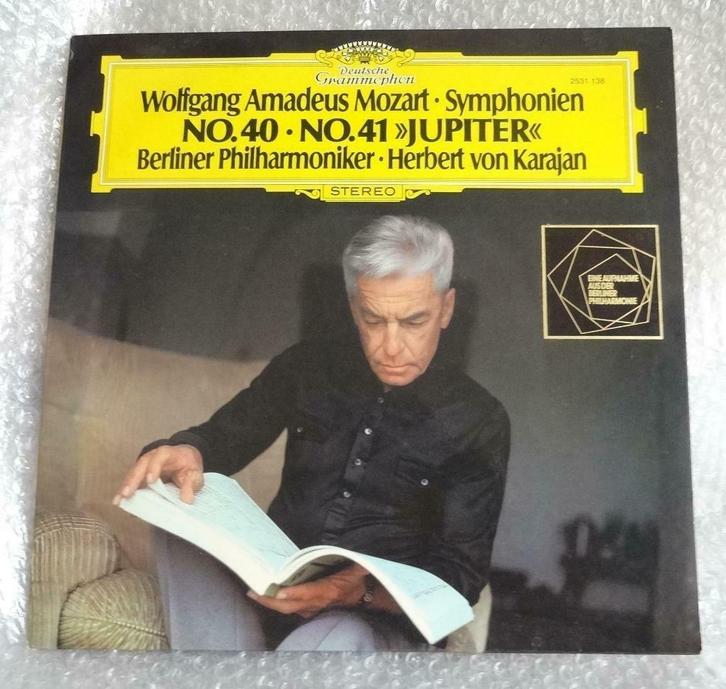 Deutsche
Grammophon
2531 138
Wolfgang Amadeus Mozart · Symphonien
NO. 40 · NO. 41 »JUPITER«
Berliner Philharmoniker · Herbert von Karajan
STEREO
EINE AUFNAHME
AUS DER
BERLINER
PHILHARMONIE